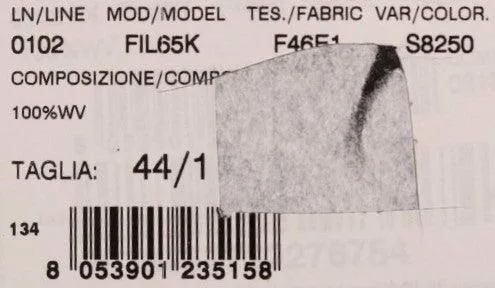 LN/LINE MOD/MODEL TES./FABRIC VAR/COLOR.
0102 FIL65K F46F1 S8250
COMPOSIZIONE/COMPO
100%WV
TAGLIA: 44/1
134
8 053901 235158